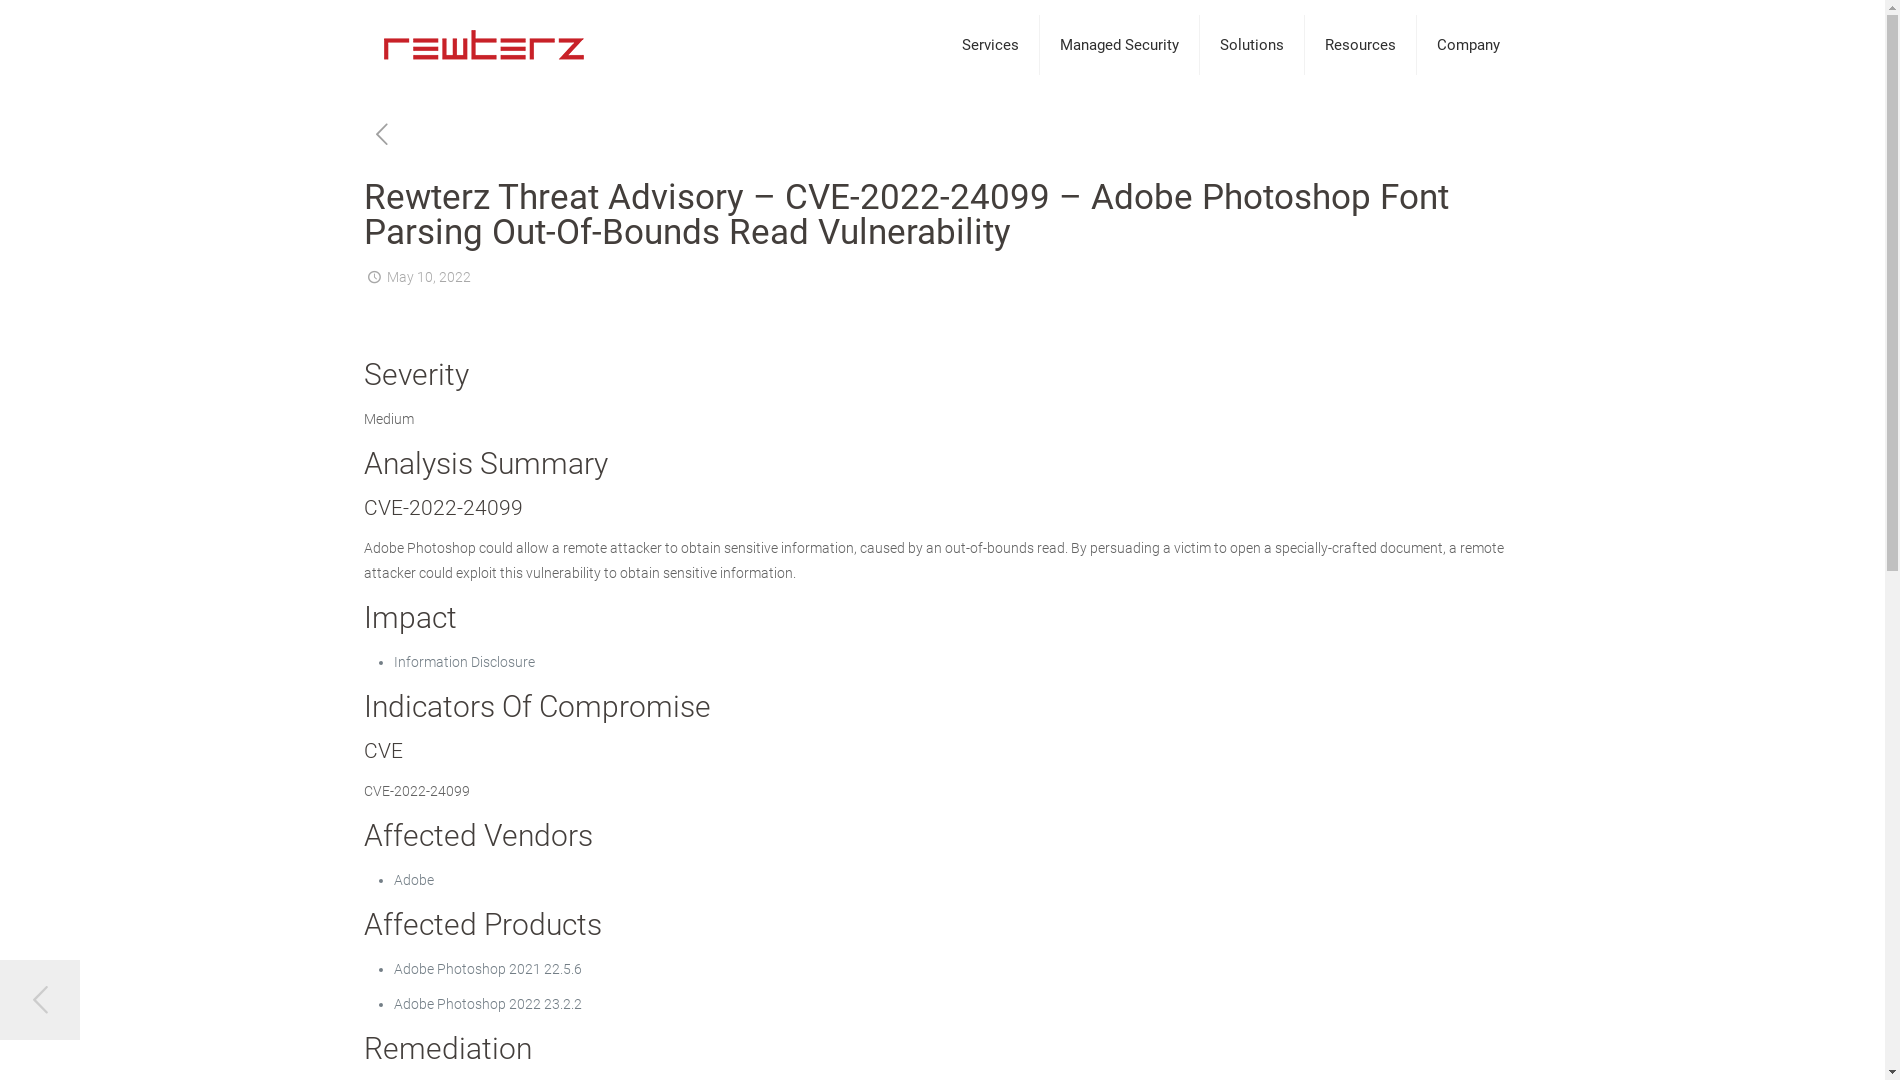 rewterz
Services
Managed Security
Solutions
Resources
Company
Rewterz Threat Advisory – CVE-2022-24099 – Adobe Photoshop Font
Parsing Out-Of-Bounds Read Vulnerability
May 10, 2022
Severity
Medium
Analysis Summary
CVE-2022-24099
Adobe Photoshop could allow a remote attacker to obtain sensitive information, caused by an out-of-bounds read. By persuading a victim to open a specially-crafted document, a remote
attacker could exploit this vulnerability to obtain sensitive information.
Impact
Information Disclosure
Indicators Of Compromise
CVE
CVE-2022-24099
Affected Vendors
Adobe
Affected Products
Adobe Photoshop 2021 22.5.6
Adobe Photoshop 2022 23.2.2
Remediation